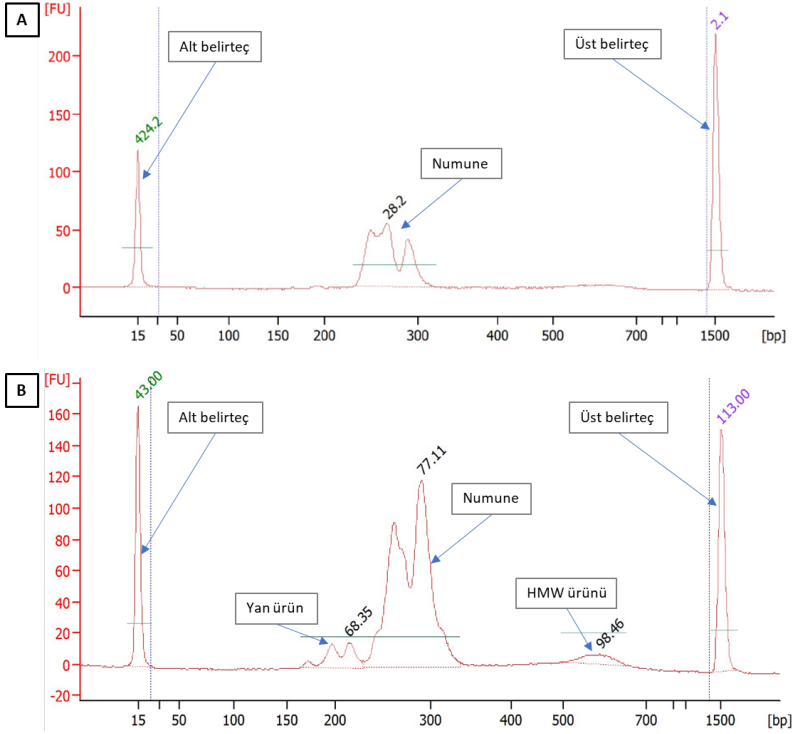 A
[FU]
Alt belirteç
Üst belirteç
2.1
424.2
Numune
28.2
200
150
100
50
0
15 50 100 150 200 300 400 500 700 1500 [bp]
B
[FU]
43.00
Alt belirteç
Üst belirteç
113.00
77.11
Numune
Yan ürün
68.35
HMW ürünü
98.46
160
140
120
100
80
60
40
20
0
-20
15 50 100 150 200 300 400 500 700 1500 [bp]